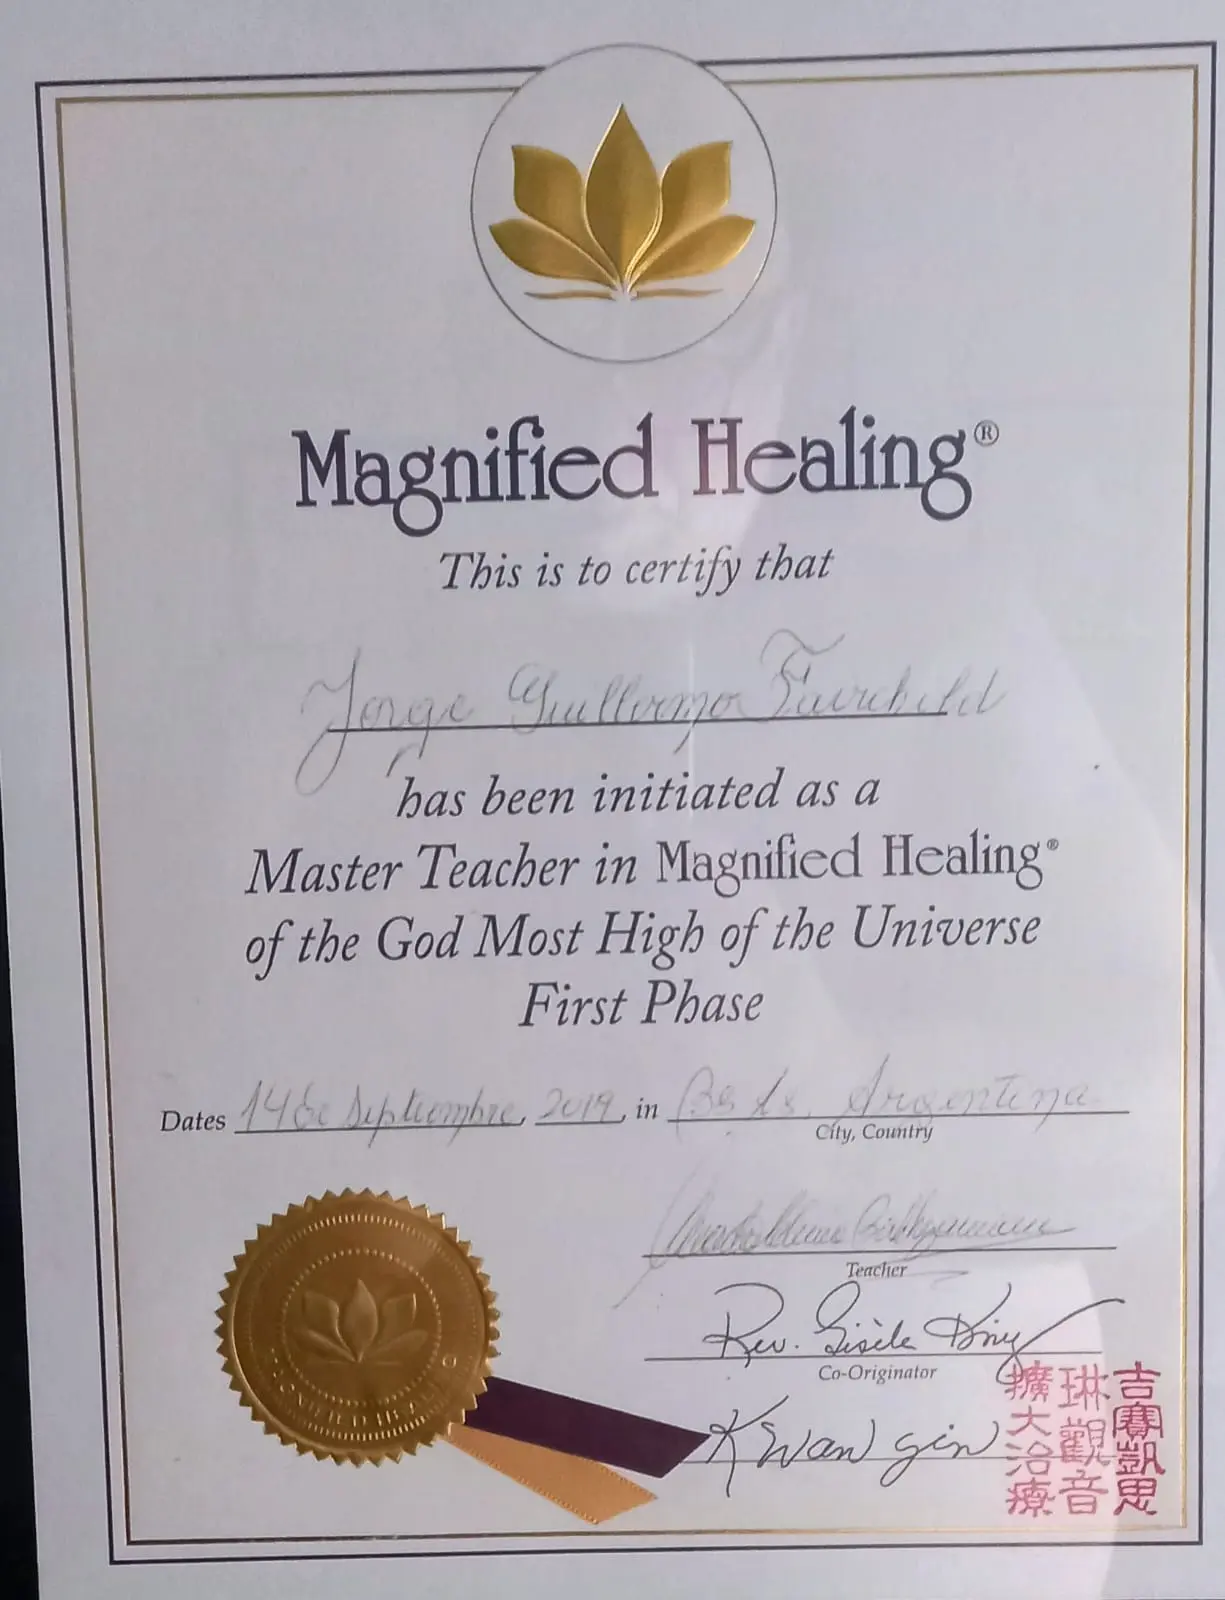 Magnified Healing®
This is to certify that
Jorge Guillermo Fairchild
has been initiated as a
Master Teacher in Magnified Healing®
of the God Most High of the Universe
First Phase
Dates 14 de Septiembre, 2019, in Bs As. Argentina
City, Country
Teacher
Rev. Gisèle King
Co-Originator
Kwan Yin
吉賽凱思
琳觀音
擴大治療
MAGNIFIED HEALING